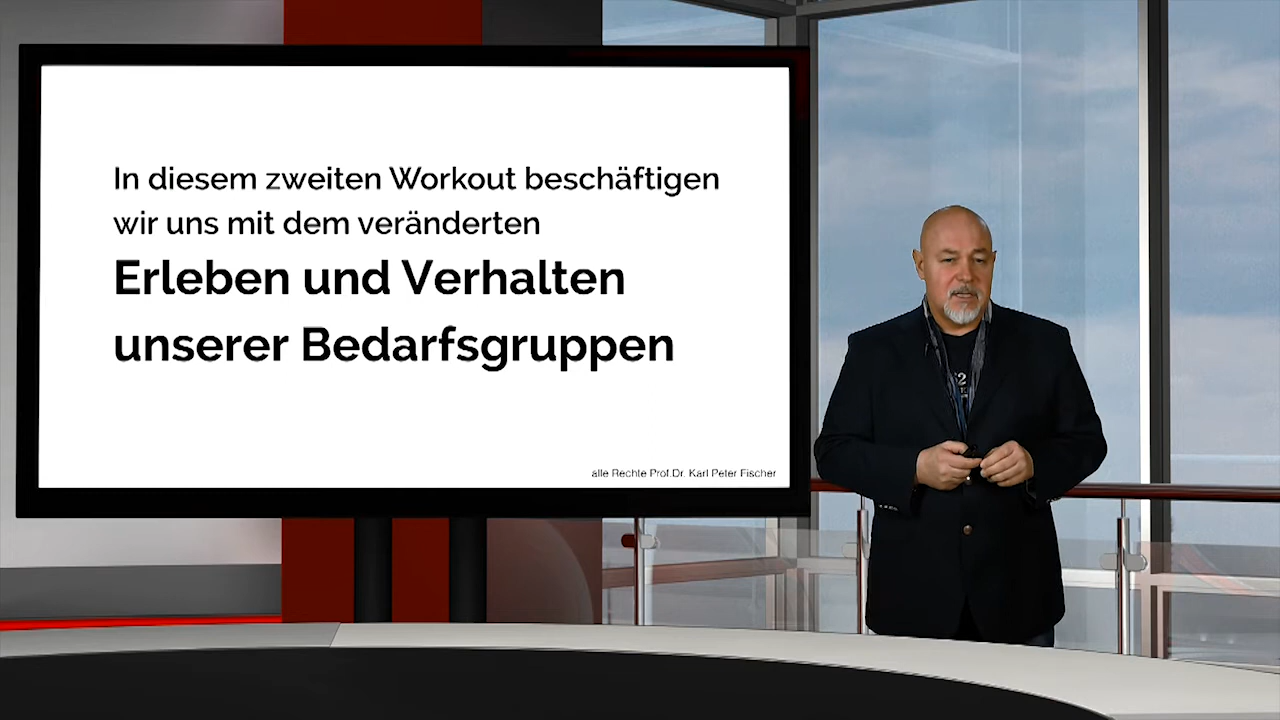 In diesem zweiten Workout beschäftigen
wir uns mit dem veränderten
Erleben und Verhalten
unserer Bedarfsgruppen
alle Rechte Prof.Dr. Karl Peter Fischer